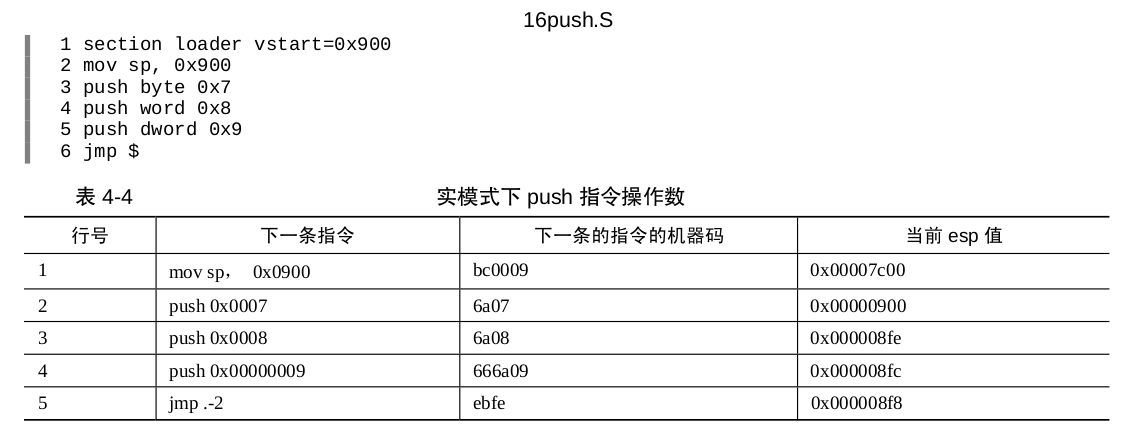 16push.S
1 section loader vstart=0x900
2 mov sp, 0x900
3 push byte 0x7
4 push word 0x8
5 push dword 0x9
6 jmp $
表 4-4 实模式下 push 指令操作数
行号 下一条指令 下一条的指令的机器码 当前 esp 值
1 mov sp， 0x0900 bc0009 0x00007c00
2 push 0x0007 6a07 0x00000900
3 push 0x0008 6a08 0x000008fe
4 push 0x00000009 666a09 0x000008fc
5 jmp .-2 ebfe 0x000008f8